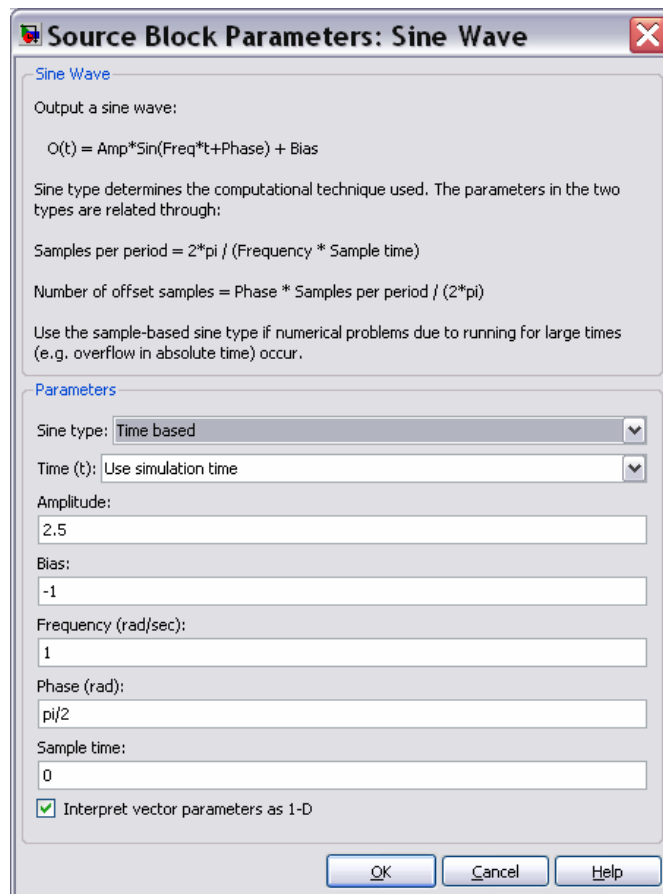 Source Block Parameters: Sine Wave
Sine Wave
Output a sine wave:
O(t) = Amp*Sin(Freq*t+Phase) + Bias
Sine type determines the computational technique used. The parameters in the two
types are related through:
Samples per period = 2*pi / (Frequency * Sample time)
Number of offset samples = Phase * Samples per period / (2*pi)
Use the sample-based sine type if numerical problems due to running for large times
(e.g. overflow in absolute time) occur.
Parameters
Sine type: Time based
Time (t): Use simulation time
Amplitude:
2.5
Bias:
-1
Frequency (rad/sec):
1
Phase (rad):
pi/2
Sample time:
0
Interpret vector parameters as 1-D
OK Cancel Help